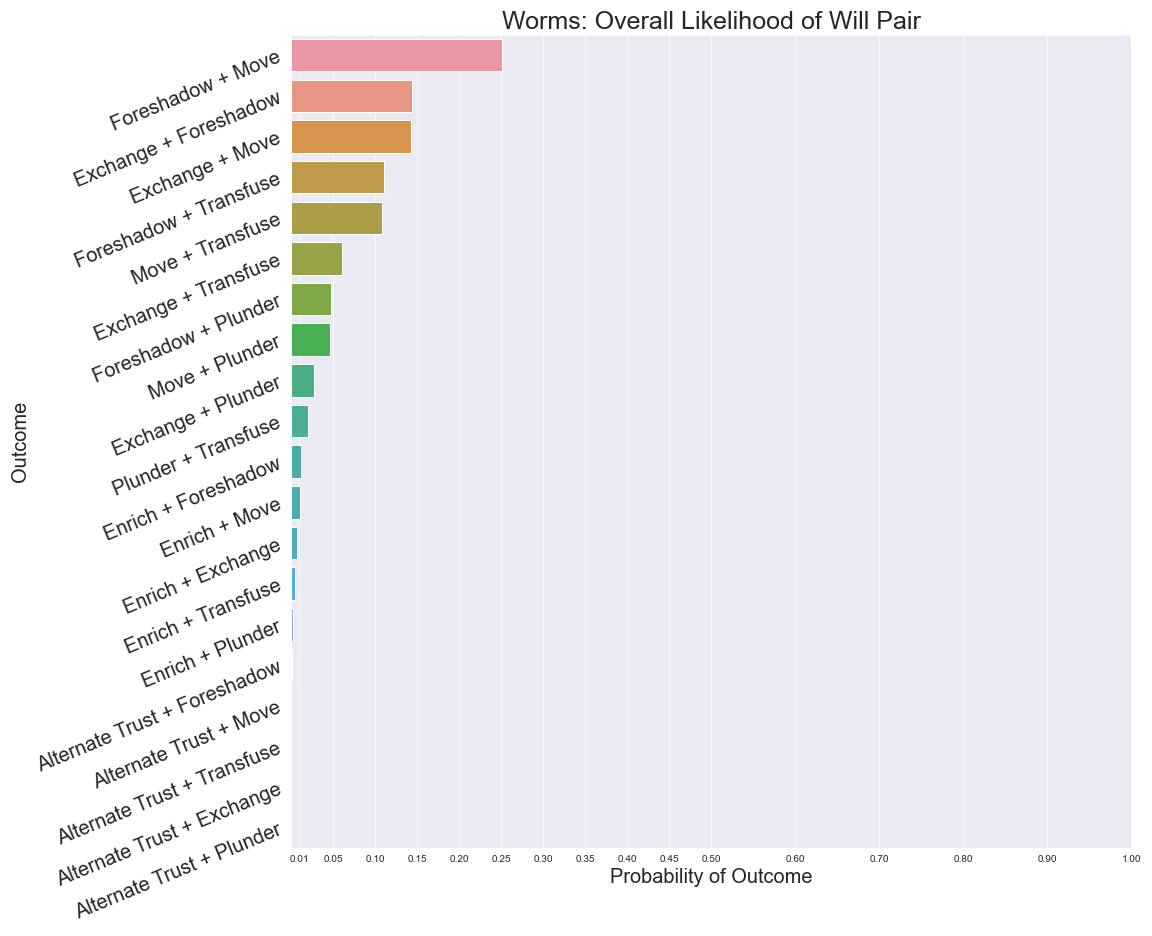 Worms: Overall Likelihood of Will Pair
Foreshadow + Move
Exchange + Foreshadow
Exchange + Move
Foreshadow + Transfuse
Move + Transfuse
Exchange + Transfuse
Foreshadow + Plunder
Move + Plunder
Exchange + Plunder
Plunder + Transfuse
Enrich + Foreshadow
Enrich + Move
Enrich + Exchange
Enrich + Transfuse
Enrich + Plunder
Alternate Trust + Foreshadow
Alternate Trust + Move
Alternate Trust + Transfuse
Alternate Trust + Exchange
Alternate Trust + Plunder
Outcome
0.01 0.05 0.10 0.15 0.20 0.25 0.30 0.35 0.40 0.45 0.50 0.60 0.70 0.80 0.90 1.00
Probability of Outcome